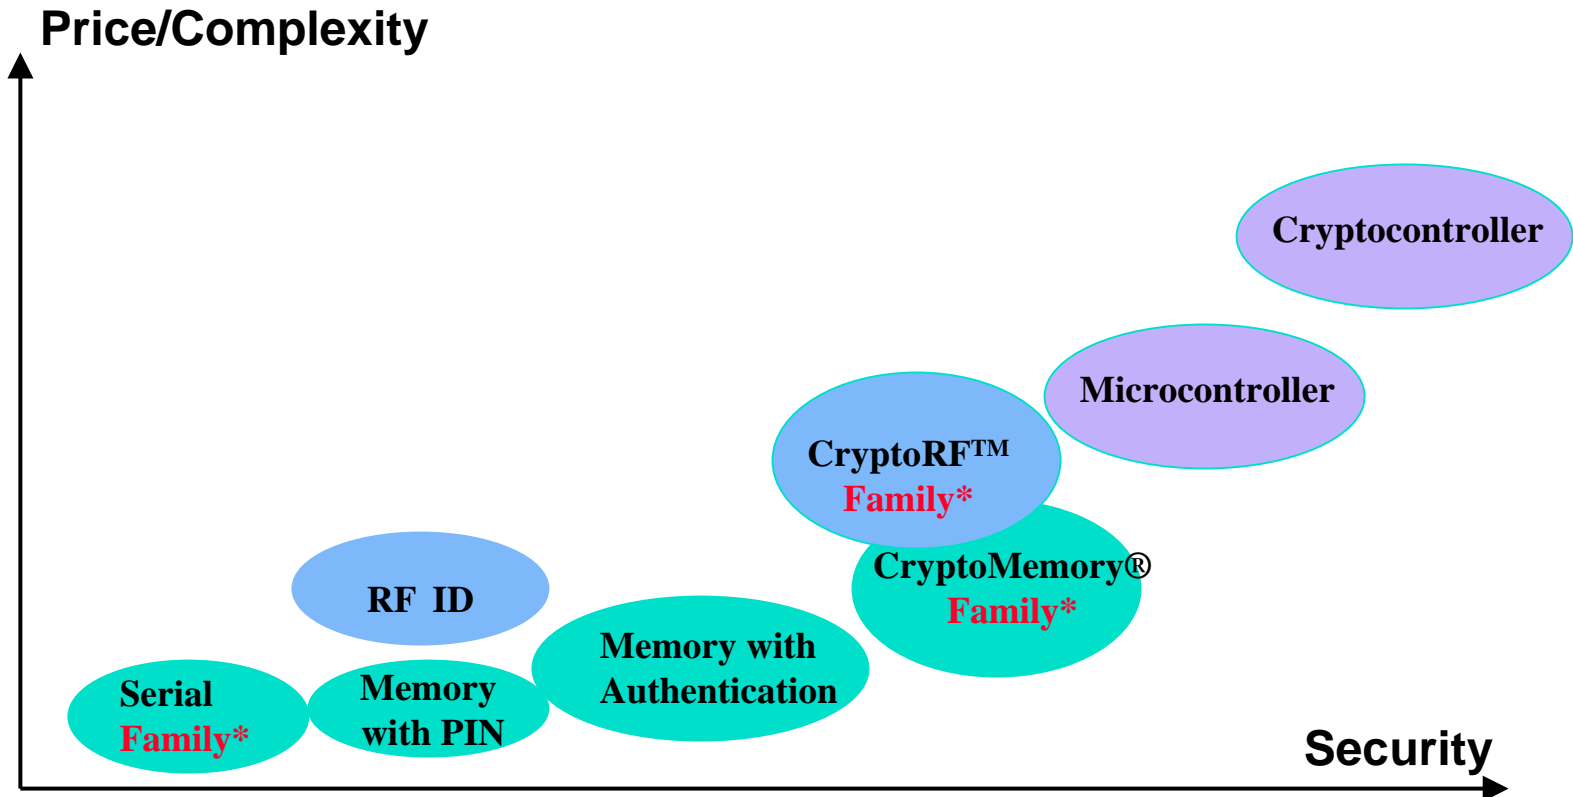 Price/Complexity
Cryptocontroller
Microcontroller
CryptoRF™
Family*
CryptoMemory®
Family*
RF ID
Memory with
Authentication
Memory
with PIN
Serial
Family*
Security